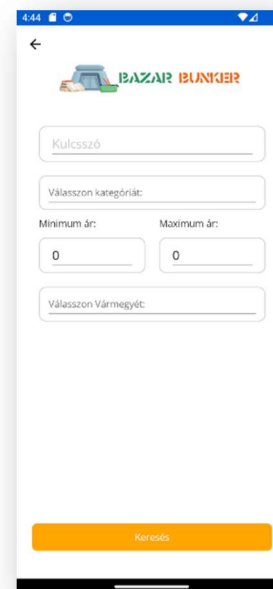 4:44
BAZAR BUNKER
Kulcsszó
Válasszon kategóriát:
Minimum ár: Maximum ár:
0 0
Válasszon Vármegyét:
Keresés